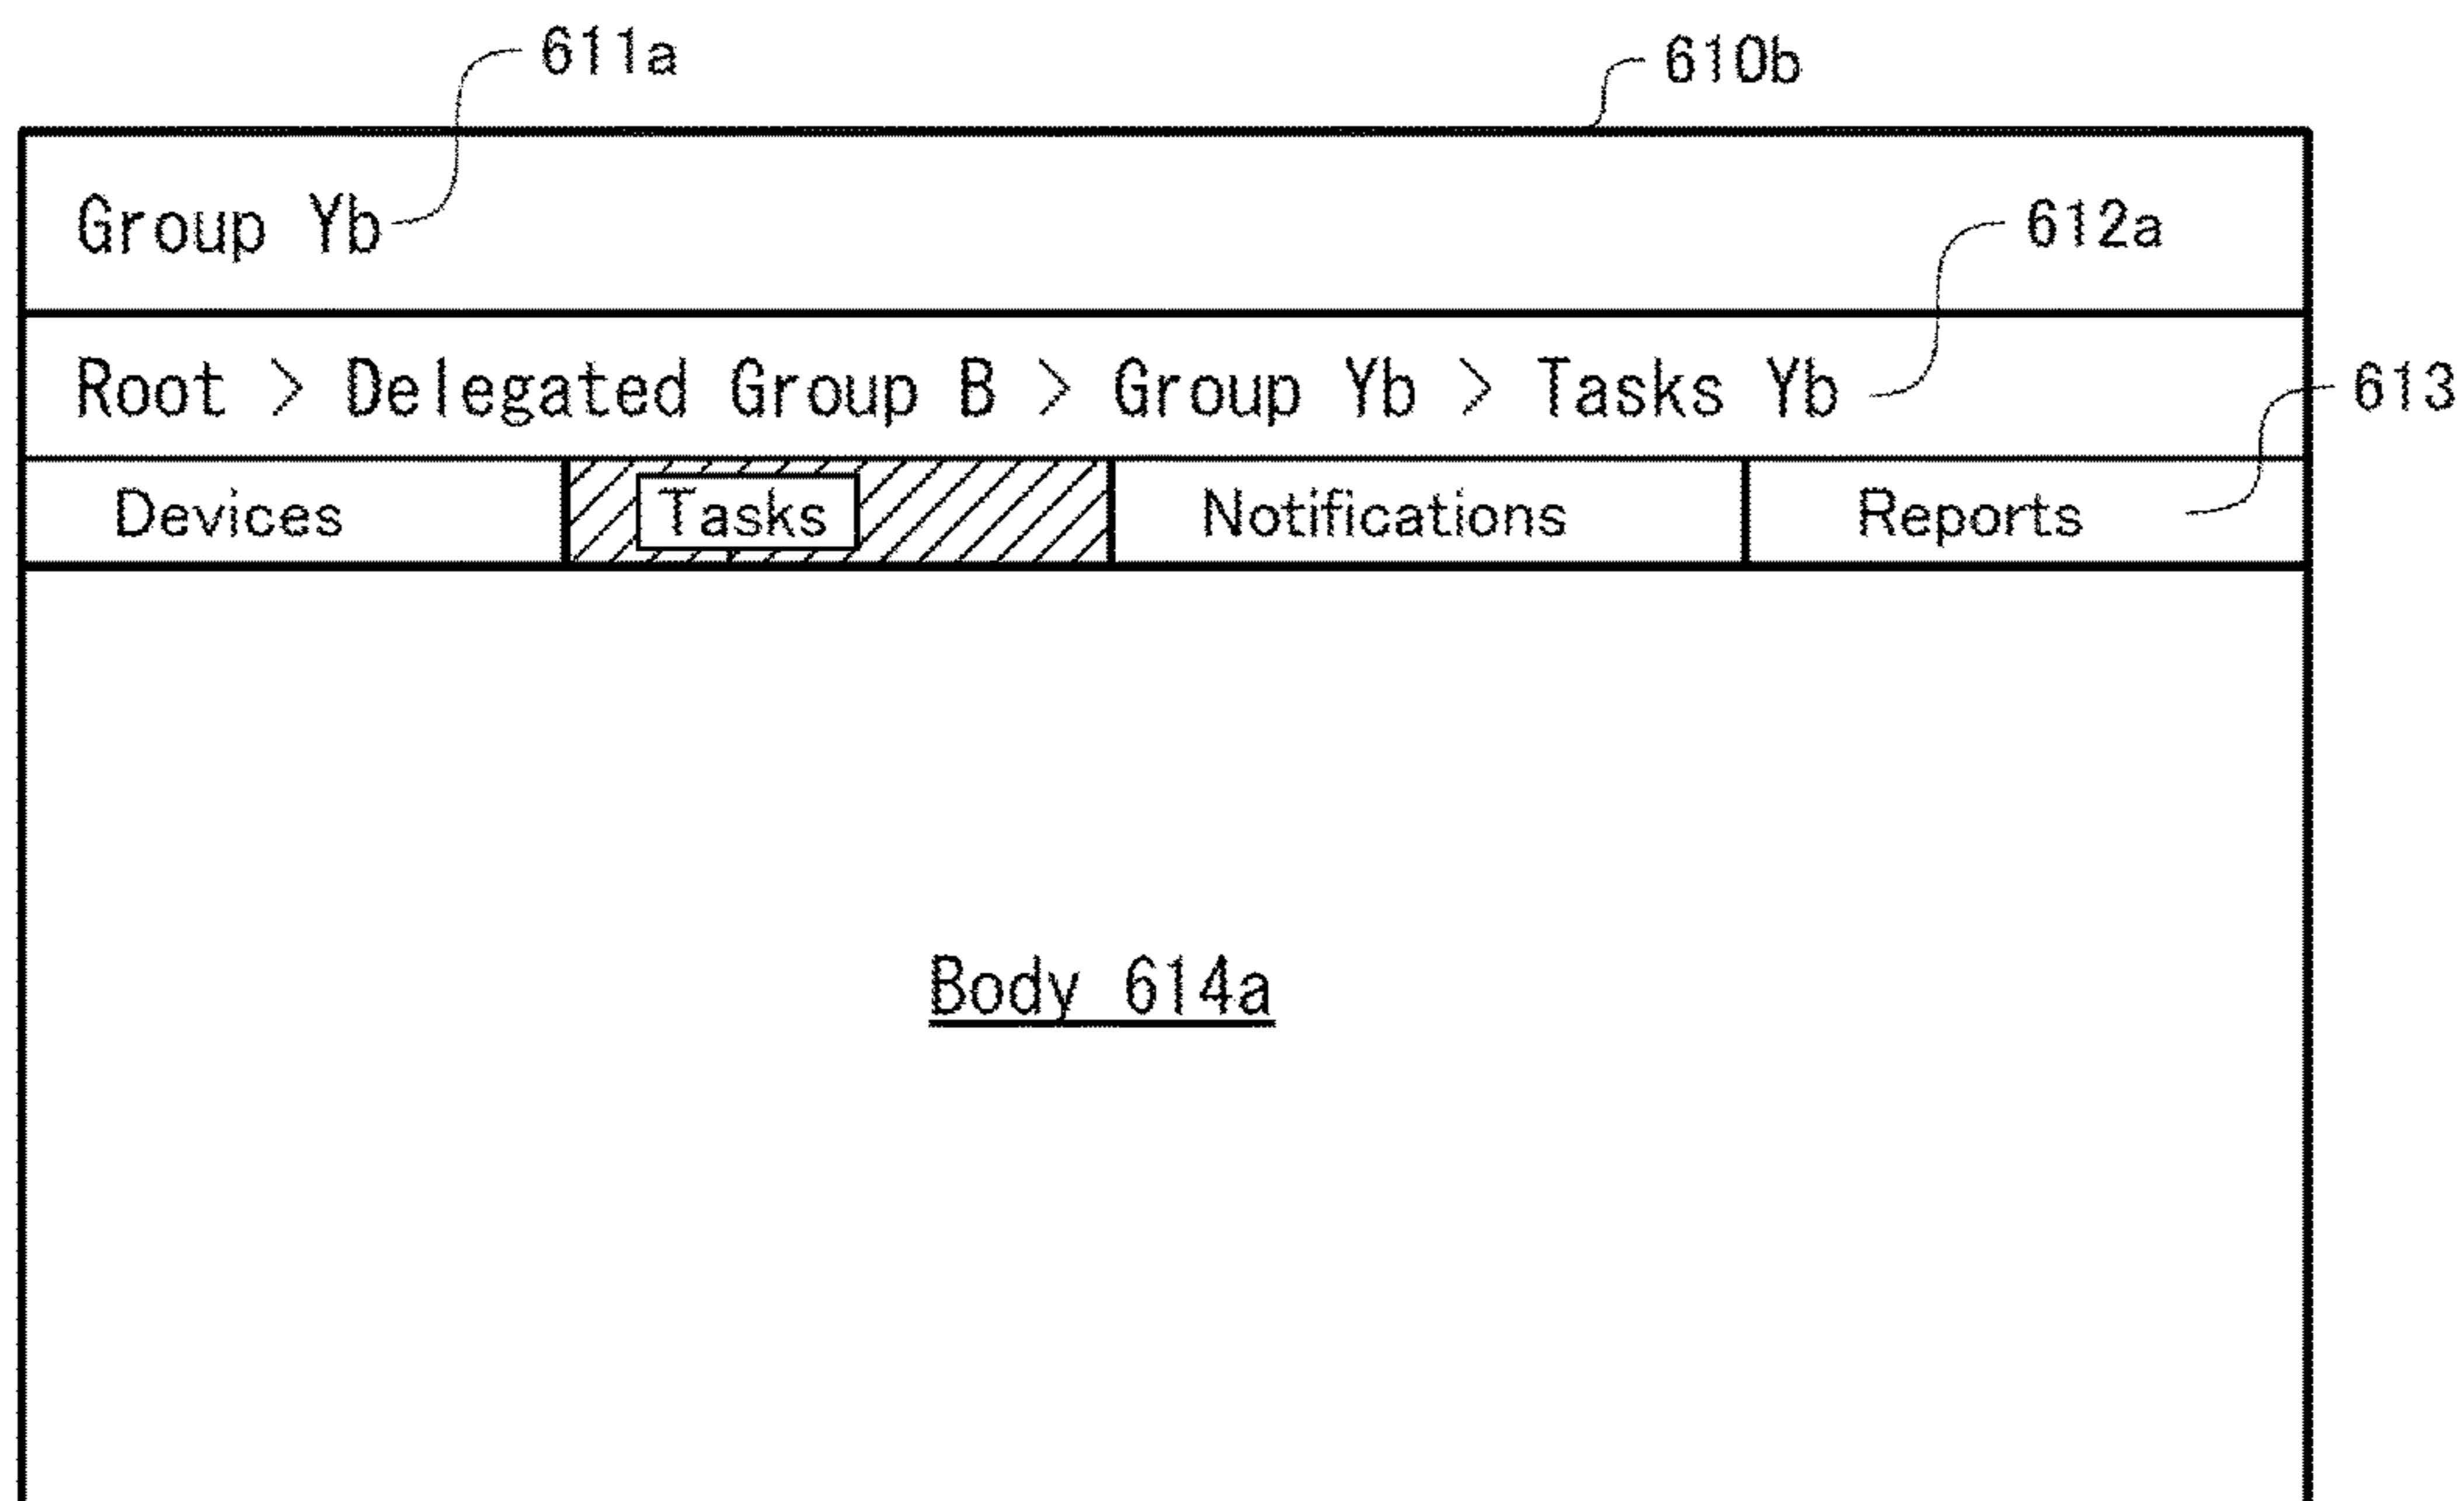 611a
610b
Group Yb
612a
Root > Delegated Group B > Group Yb > Tasks Yb
613
Devices Tasks Notifications Reports
Body 614a